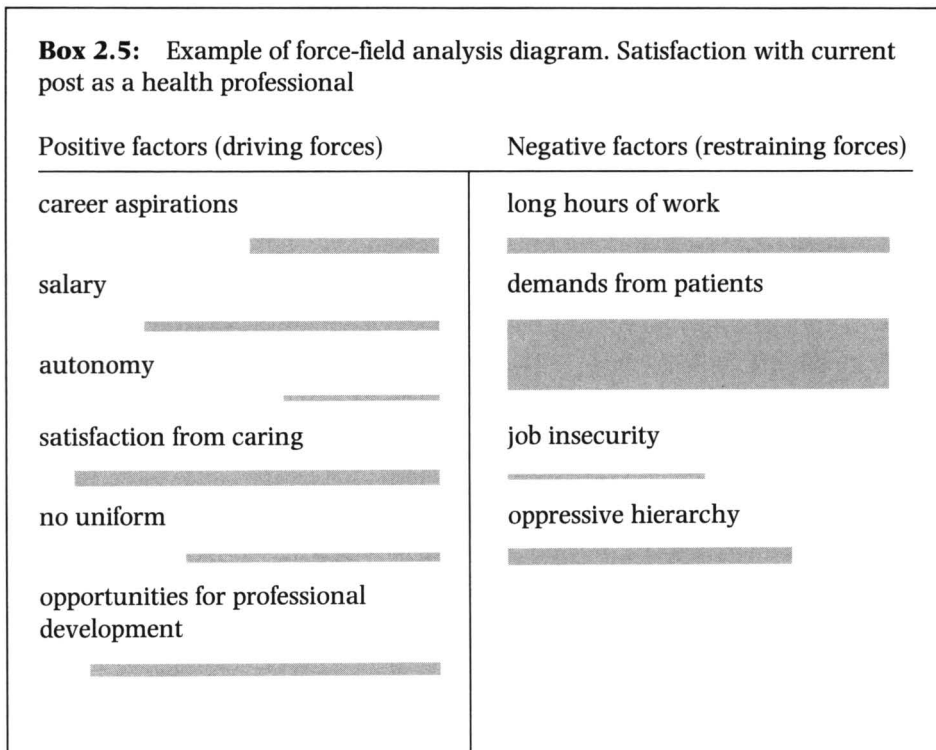 Box 2.5: Example of force-field analysis diagram. Satisfaction with current
post as a health professional
Positive factors (driving forces)
Negative factors (restraining forces)
career aspirations
long hours of work
salary
demands from patients
autonomy
satisfaction from caring
job insecurity
no uniform
oppressive hierarchy
opportunities for professional
development